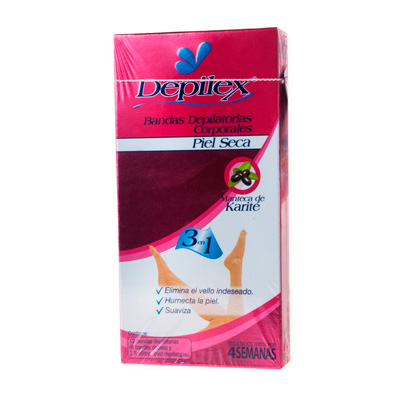 Depilex®
Bandas Depilatorias
Corporales
Piel Seca
Manteca de
Karité
3 en 1
✓ Elimina el vello indeseado.
✓ Humecta la piel.
✓ Suaviza
4 SEMANAS